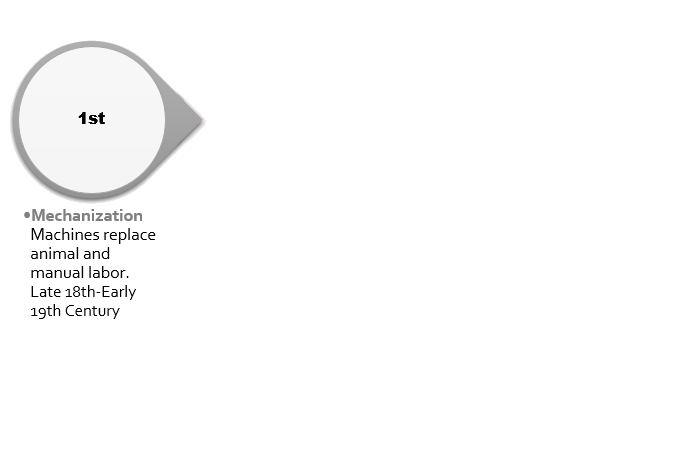 1st
•Mechanization
Machines replace
animal and
manual labor.
Late 18th-Early
19th Century